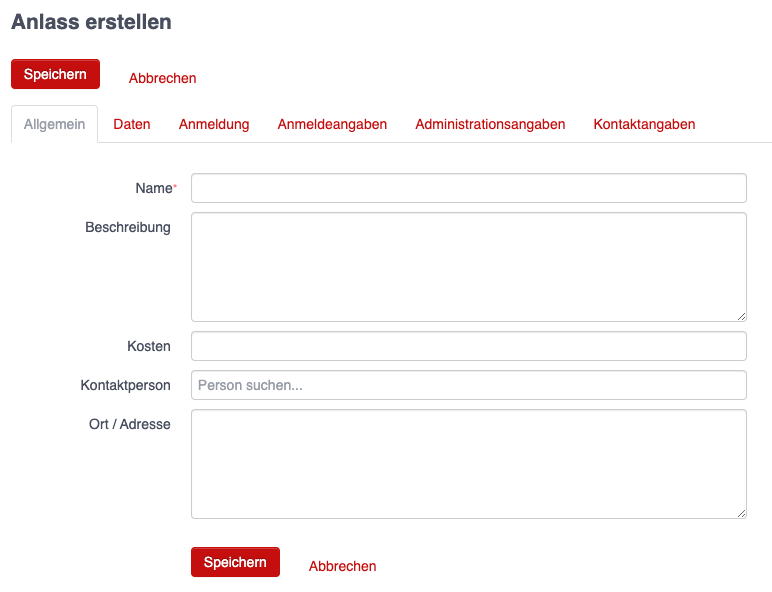 Anlass erstellen
Speichern Abbrechen
Allgemein Daten Anmeldung Anmeldeangaben Administrationsangaben Kontaktangaben
Name*
Beschreibung
Kosten
Kontaktperson Person suchen...
Ort / Adresse
Speichern Abbrechen